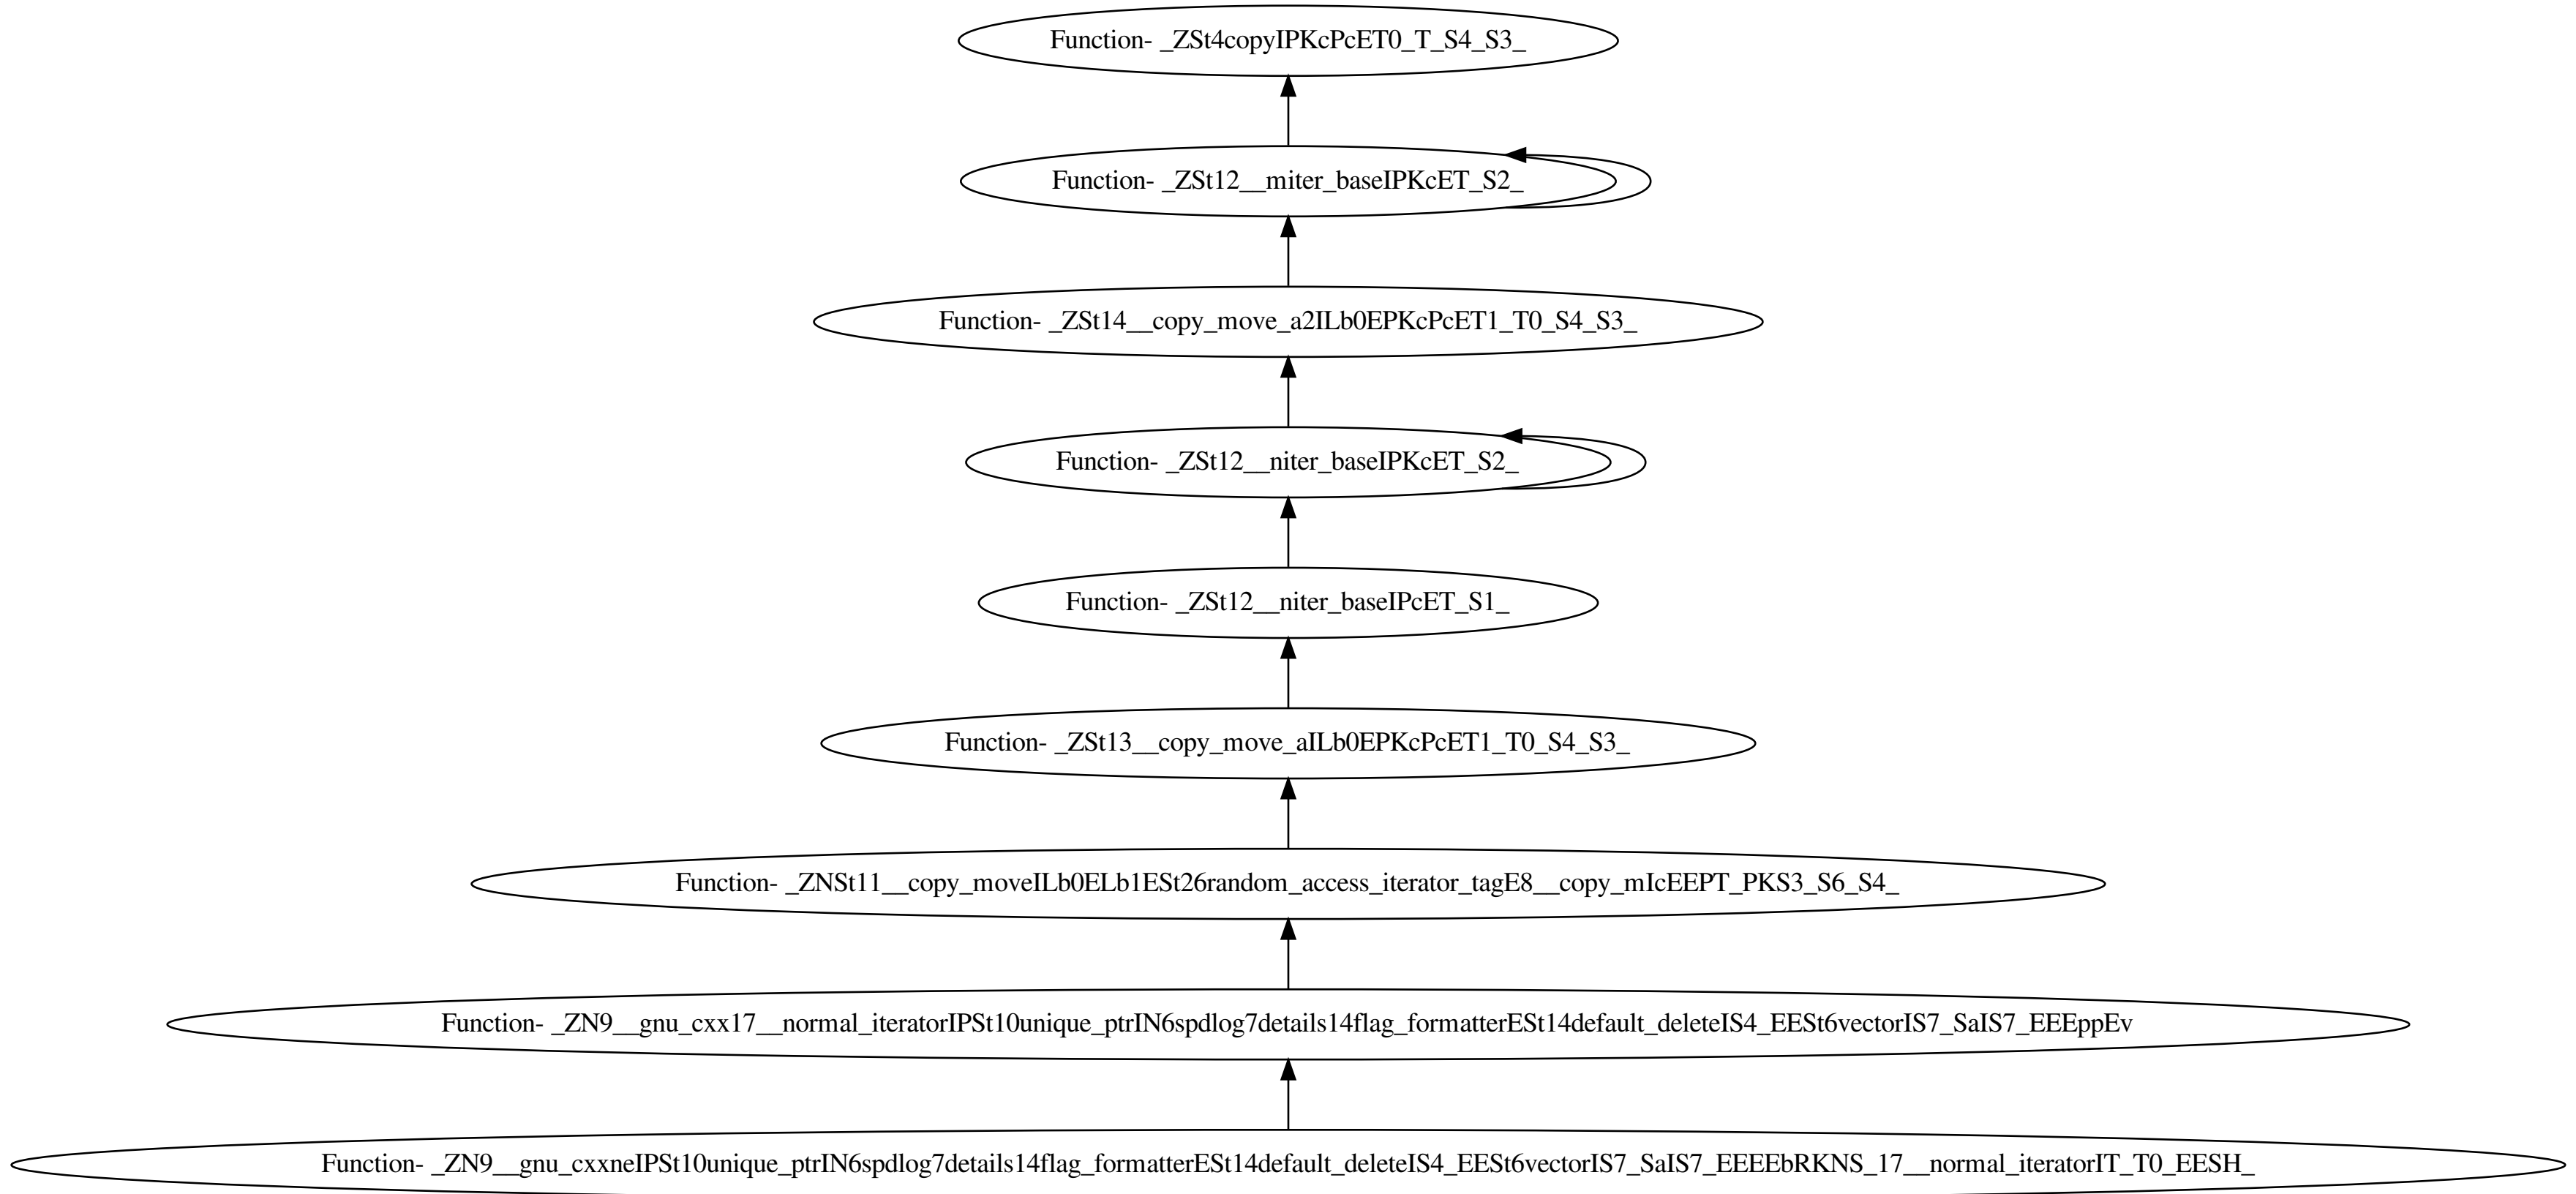 Function- _ZSt4copyIPKcPcET0_T_S4_S3_
Function- _ZSt12__miter_baseIPKcET_S2_
Function- _ZSt14__copy_move_a2ILb0EPKcPcET1_T0_S4_S3_
Function- _ZSt12__niter_baseIPKcET_S2_
Function- _ZSt12__niter_baseIPcET_S1_
Function- _ZSt13__copy_move_aILb0EPKcPcET1_T0_S4_S3_
Function- _ZNSt11__copy_moveILb0ELb1ESt26random_access_iterator_tagE8__copy_mIcEEPT_PKS3_S6_S4_
Function- _ZN9__gnu_cxx17__normal_iteratorIPSt10unique_ptrIN6spdlog7details14flag_formatterESt14default_deleteIS4_EESt6vectorIS7_SaIS7_EEEppEv
Function- _ZN9__gnu_cxxneIPSt10unique_ptrIN6spdlog7details14flag_formatterESt14default_deleteIS4_EESt6vectorIS7_SaIS7_EEEEbRKNS_17__normal_iteratorIT_T0_EESH_